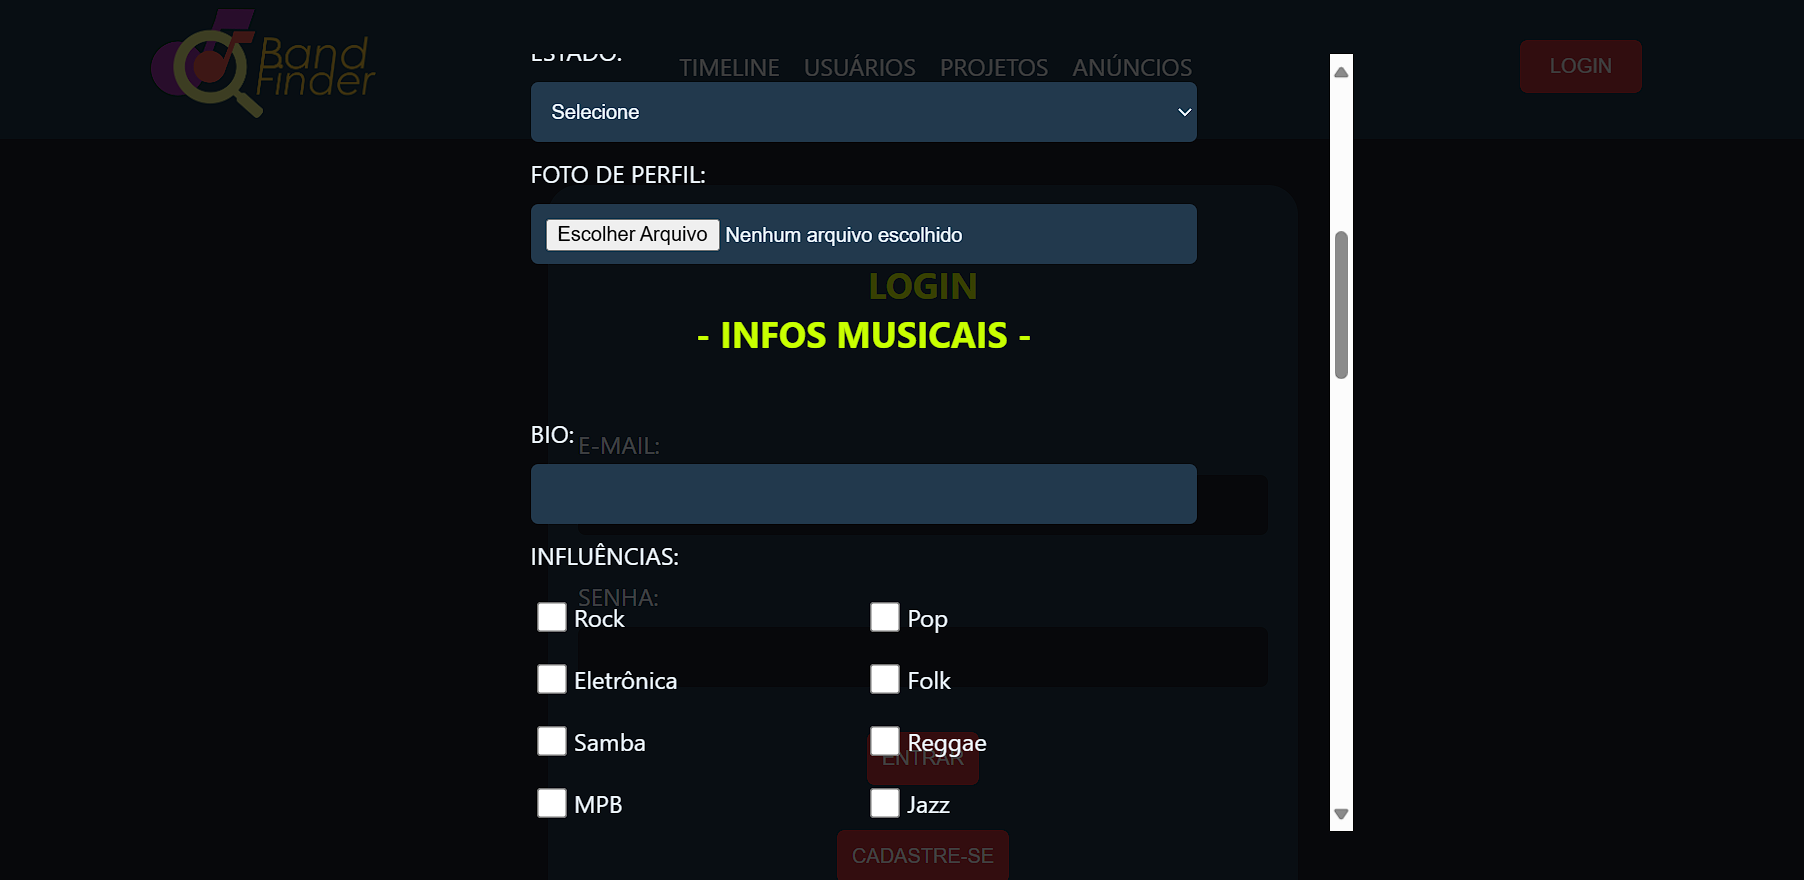 Band
Finder
TIMELINE USUÁRIOS PROJETOS ANÚNCIOS
LOGIN
ESTADO:
Selecione
FOTO DE PERFIL:
Escolher Arquivo Nenhum arquivo escolhido
LOGIN
- INFOS MUSICAIS -
BIO:
E-MAIL:
INFLUÊNCIAS:
SENHA:
Rock Pop
Eletrônica Folk
Samba Reggae
ENTRAR
MPB Jazz
CADASTRE-SE